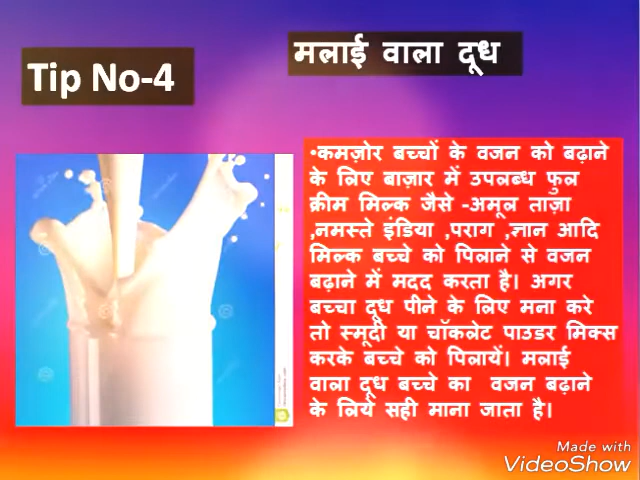 Tip No-4
मलाई वाला दूध
•कमज़ोर बच्चों के वजन को बढ़ाने
के लिए बाज़ार में उपलब्ध फुल
क्रीम मिल्क जैसे -अमूल ताज़ा
,नमस्ते इंडिया ,पराग ,ज्ञान आदि
मिल्क बच्चे को पिलाने से वजन
बढ़ाने में मदद करता है। अगर
बच्चा दूध पीने के लिए मना करे
तो स्मूदी या चॉकलेट पाउडर मिक्स
करके बच्चे को पिलायें। मलाई
वाला दूध बच्चे का वजन बढ़ाने
के लिये सही माना जाता है।
Made with
VideoShow